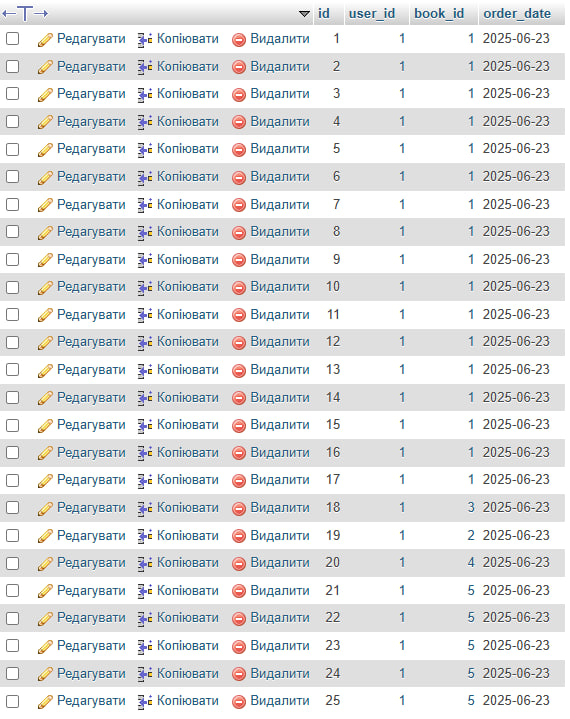 id user_id book_id order_date
Редагувати Копіювати Видалити 1 1 1 2025-06-23
Редагувати Копіювати Видалити 2 1 1 2025-06-23
Редагувати Копіювати Видалити 3 1 1 2025-06-23
Редагувати Копіювати Видалити 4 1 1 2025-06-23
Редагувати Копіювати Видалити 5 1 1 2025-06-23
Редагувати Копіювати Видалити 6 1 1 2025-06-23
Редагувати Копіювати Видалити 7 1 1 2025-06-23
Редагувати Копіювати Видалити 8 1 1 2025-06-23
Редагувати Копіювати Видалити 9 1 1 2025-06-23
Редагувати Копіювати Видалити 10 1 1 2025-06-23
Редагувати Копіювати Видалити 11 1 1 2025-06-23
Редагувати Копіювати Видалити 12 1 1 2025-06-23
Редагувати Копіювати Видалити 13 1 1 2025-06-23
Редагувати Копіювати Видалити 14 1 1 2025-06-23
Редагувати Копіювати Видалити 15 1 1 2025-06-23
Редагувати Копіювати Видалити 16 1 1 2025-06-23
Редагувати Копіювати Видалити 17 1 1 2025-06-23
Редагувати Копіювати Видалити 18 1 3 2025-06-23
Редагувати Копіювати Видалити 19 1 2 2025-06-23
Редагувати Копіювати Видалити 20 1 4 2025-06-23
Редагувати Копіювати Видалити 21 1 5 2025-06-23
Редагувати Копіювати Видалити 22 1 5 2025-06-23
Редагувати Копіювати Видалити 23 1 5 2025-06-23
Редагувати Копіювати Видалити 24 1 5 2025-06-23
Редагувати Копіювати Видалити 25 1 5 2025-06-23